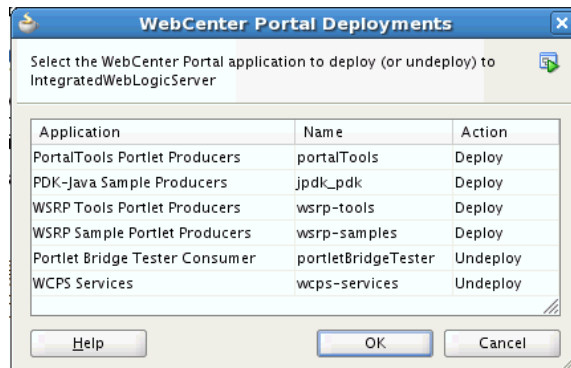 WebCenter Portal Deployments
Select the WebCenter Portal application to deploy (or undeploy) to
IntegratedWebLogicServer
Application Name Action
PortalTools Portlet Producers portalTools Deploy
PDK-Java Sample Producers jpdk_pdk Deploy
WSRP Tools Portlet Producers wsrp-tools Deploy
WSRP Sample Portlet Producers wsrp-samples Deploy
Portlet Bridge Tester Consumer portletBridgeTester Undeploy
WCPS Services wcps-services Undeploy
Help OK Cancel